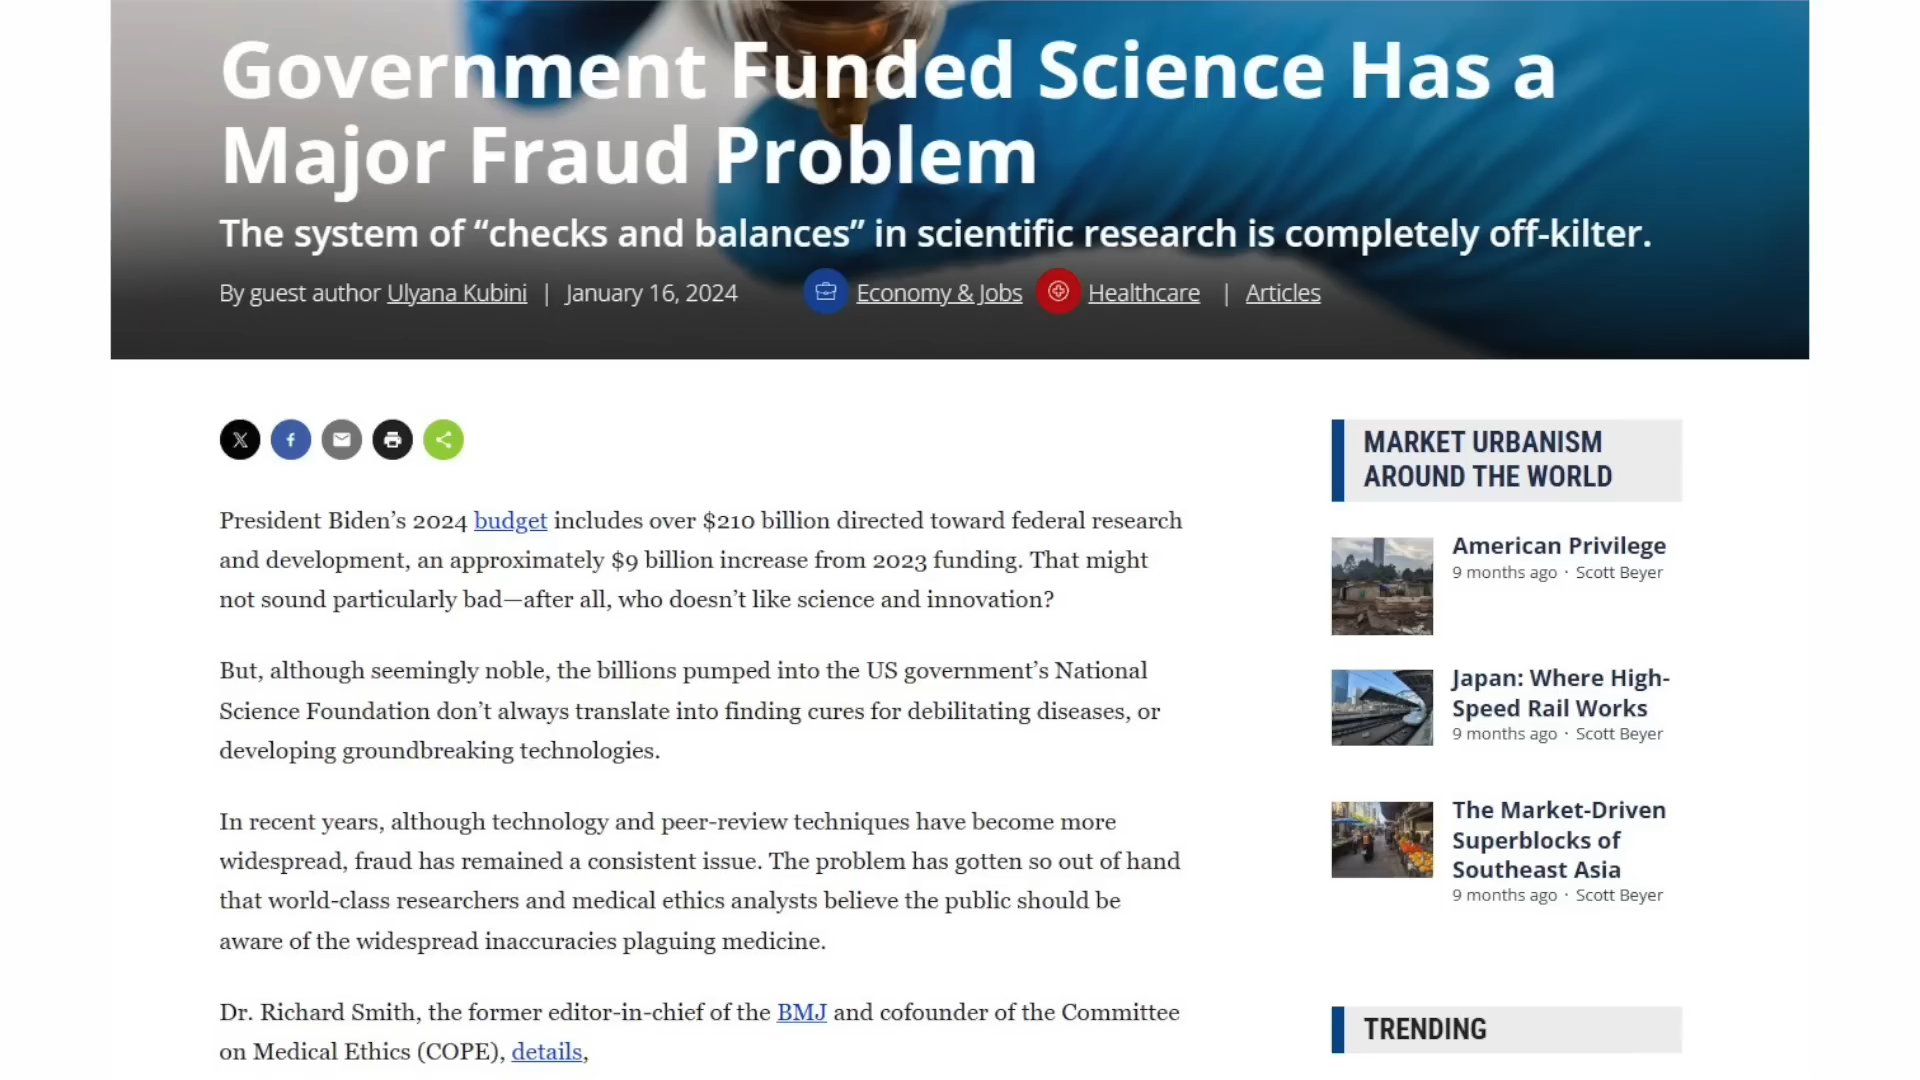 Government Funded Science Has a
Major Fraud Problem
The system of “checks and balances” in scientific research is completely off-kilter.
By guest author Ulyana Kubini | January 16, 2024 Economy & Jobs Healthcare | Articles
President Biden’s 2024 budget includes over $210 billion directed toward federal research
and development, an approximately $9 billion increase from 2023 funding. That might
not sound particularly bad—after all, who doesn’t like science and innovation?
But, although seemingly noble, the billions pumped into the US government’s National
Science Foundation don’t always translate into finding cures for debilitating diseases, or
developing groundbreaking technologies.
In recent years, although technology and peer-review techniques have become more
widespread, fraud has remained a consistent issue. The problem has gotten so out of hand
that world-class researchers and medical ethics analysts believe the public should be
aware of the widespread inaccuracies plaguing medicine.
Dr. Richard Smith, the former editor-in-chief of the BMJ and cofounder of the Committee
on Medical Ethics (COPE), details,
MARKET URBANISM
AROUND THE WORLD
American Privilege
9 months ago · Scott Beyer
Japan: Where High-
Speed Rail Works
9 months ago · Scott Beyer
The Market-Driven
Superblocks of
Southeast Asia
9 months ago · Scott Beyer
TRENDING